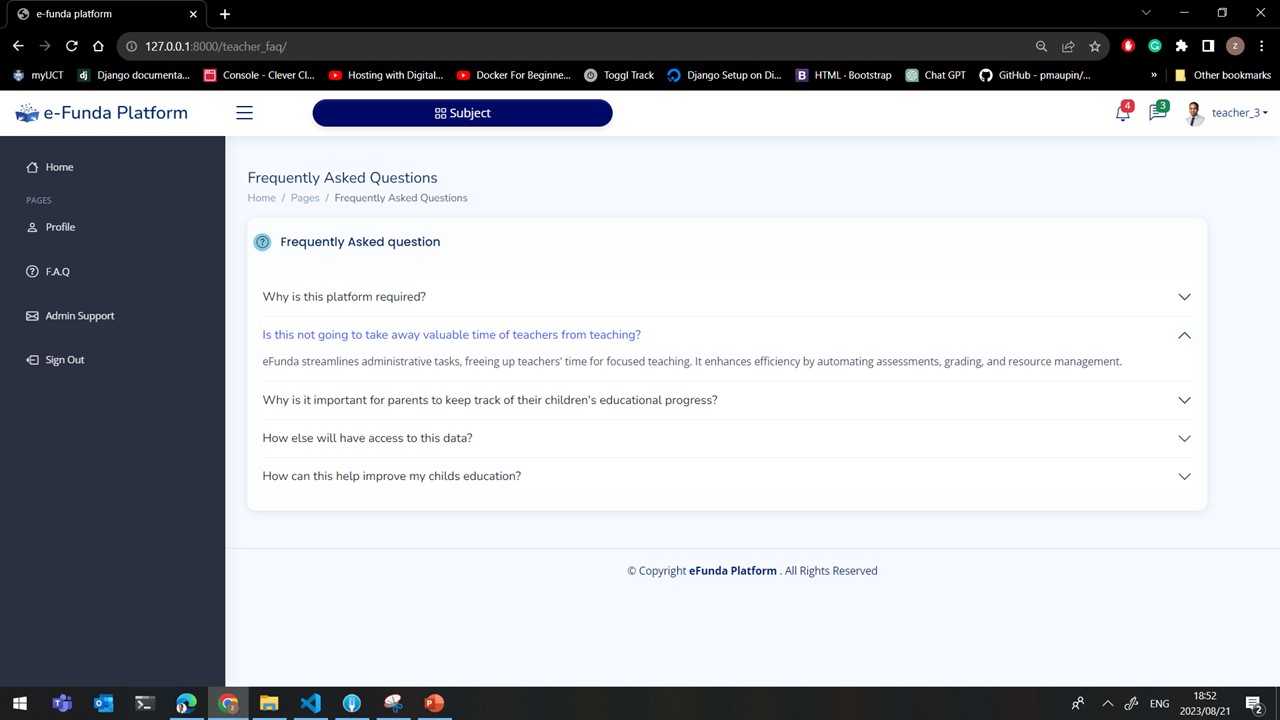 e-funda platform
127.0.0.1:8000/teacher_faq/
Z
myUCT
Django documenta...
Console - Clever Cl...
Hosting with Digital...
Docker For Beginne...
Toggl Track
Django Setup on Di...
HTML · Bootstrap
Chat GPT
GitHub - pmaupin/...
»
Other bookmarks
e-Funda Platform
Subject
4
3
teacher_3
Home
PAGES
Profile
F.A.Q
Admin Support
Sign Out
Frequently Asked Questions
Home / Pages / Frequently Asked Questions
Frequently Asked question
Why is this platform required?
Is this not going to take away valuable time of teachers from teaching?
eFunda streamlines administrative tasks, freeing up teachers' time for focused teaching. It enhances efficiency by automating assessments, grading, and resource management.
Why is it important for parents to keep track of their children's educational progress?
How else will have access to this data?
How can this help improve my childs education?
© Copyright eFunda Platform . All Rights Reserved
ENG
18:52
2023/08/21
2